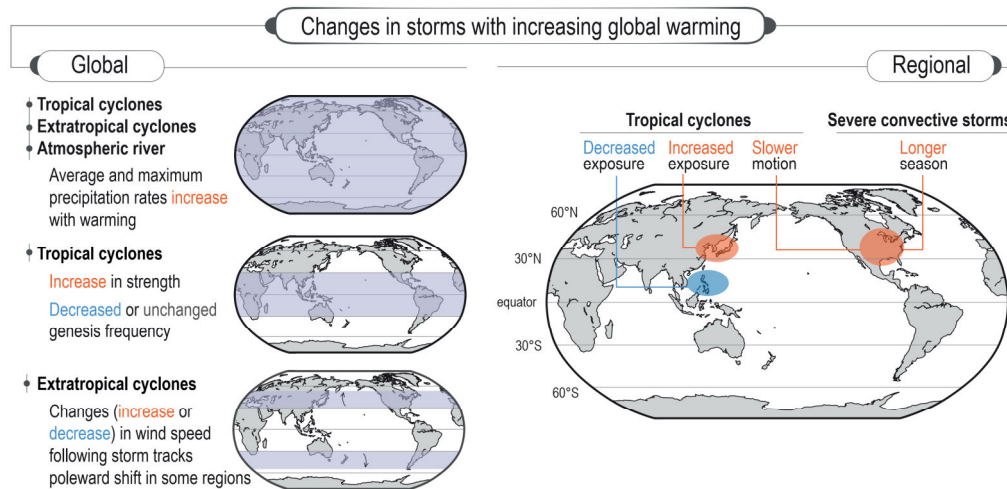 Changes in storms with increasing global warming
Global
Tropical cyclones
Extratropical cyclones
Atmospheric river
Average and maximum
precipitation rates increase
with warming
Tropical cyclones
Increase in strength
Decreased or unchanged
genesis frequency
Extratropical cyclones
Changes (increase or
decrease) in wind speed
following storm tracks
poleward shift in some regions
Regional
Tropical cyclones
Severe convective storms
Decreased
exposure
Increased
exposure
Slower
motion
Longer
season
60°N
30°N
equator
30°S
60°S